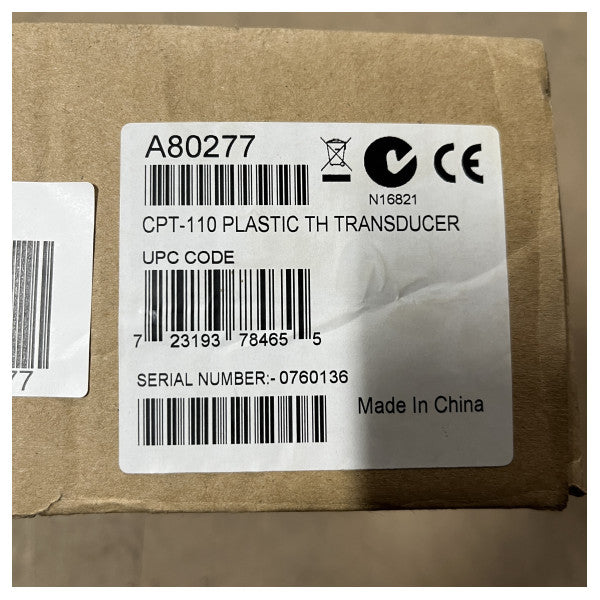 A80277
N16821
CPT-110 PLASTIC TH TRANSDUCER
UPC CODE
7 23193 78465 5
SERIAL NUMBER:- 0760136
Made In China
77